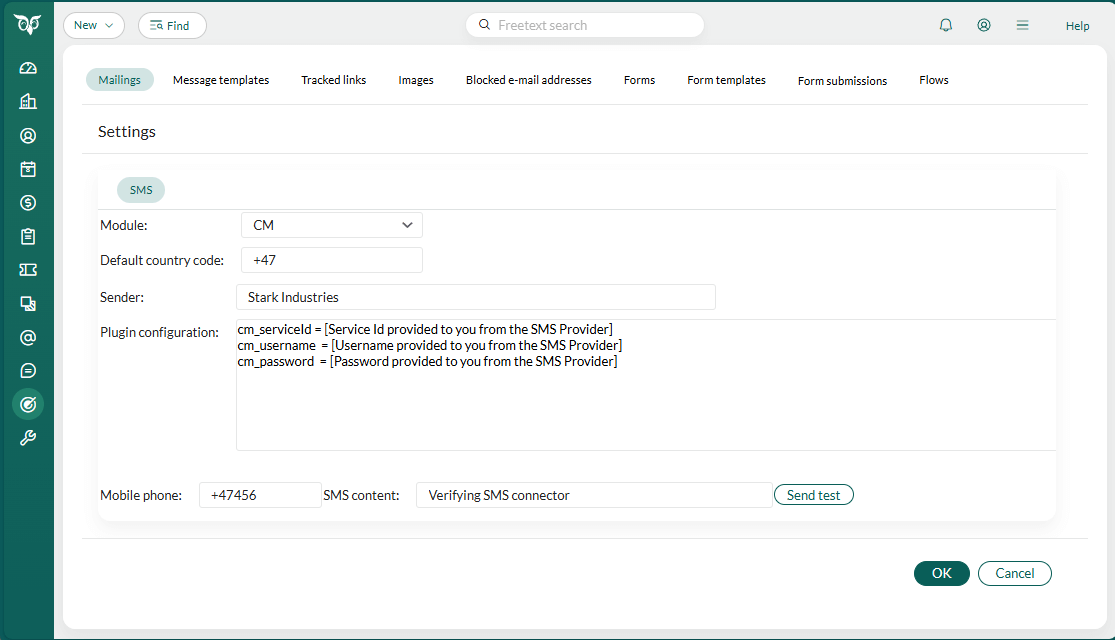 New Find Freetext search Help
Mailings Message templates Tracked links Images Blocked e-mail addresses Forms Form templates Form submissions Flows
Settings
SMS
Module: CM
Default country code: +47
Sender: Stark Industries
Plugin configuration: cm_serviceId = [Service Id provided to you from the SMS Provider]
cm_username = [Username provided to you from the SMS Provider]
cm_password = [Password provided to you from the SMS Provider]
Mobile phone: +47456 SMS content: Verifying SMS connector Send test
OK Cancel